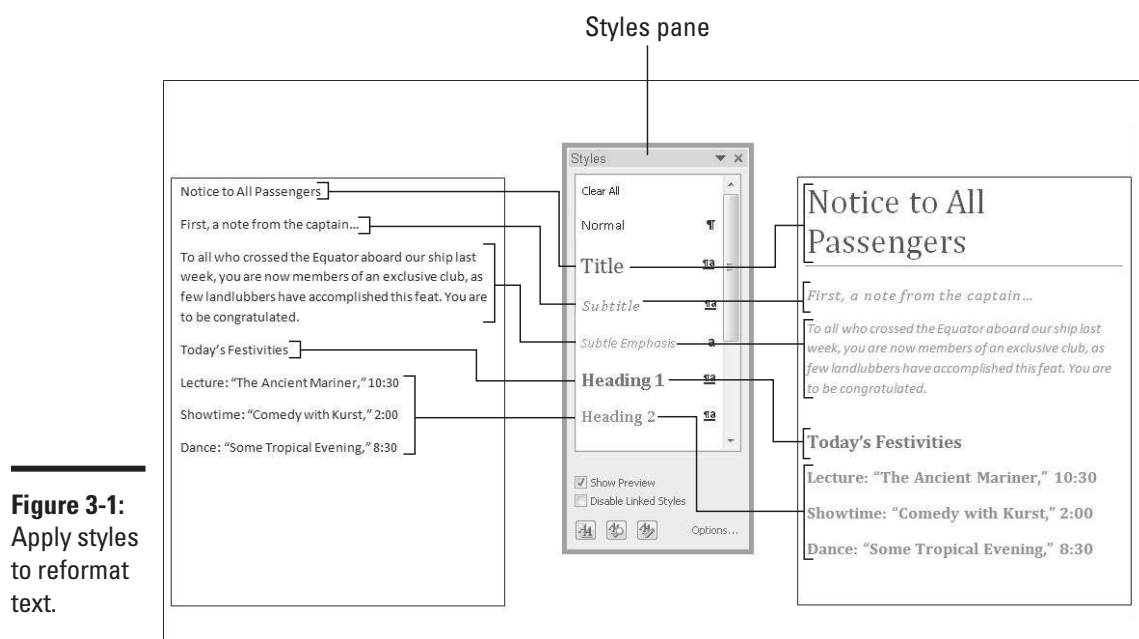 Styles pane
Notice to All Passengers
First, a note from the captain...
To all who crossed the Equator aboard our ship last
week, you are now members of an exclusive club, as
few landlubbers have accomplished this feat. You are
to be congratulated.
Today's Festivities
Lecture: “The Ancient Mariner,” 10:30
Showtime: “Comedy with Kurst,” 2:00
Dance: “Some Tropical Evening,” 8:30
Styles
Clear All
Normal ¶
Title ¶a
Subtitle ¶a
Subtle Emphasis a
Heading 1 ¶a
Heading 2 ¶a
Show Preview
Disable Linked Styles
Options...
Notice to All
Passengers
First, a note from the captain...
To all who crossed the Equator aboard our ship last
week, you are now members of an exclusive club, as
few landlubbers have accomplished this feat. You are
to be congratulated.
Today's Festivities
Lecture: “The Ancient Mariner,” 10:30
Showtime: “Comedy with Kurst,” 2:00
Dance: “Some Tropical Evening,” 8:30
Figure 3-1:
Apply styles
to reformat
text.